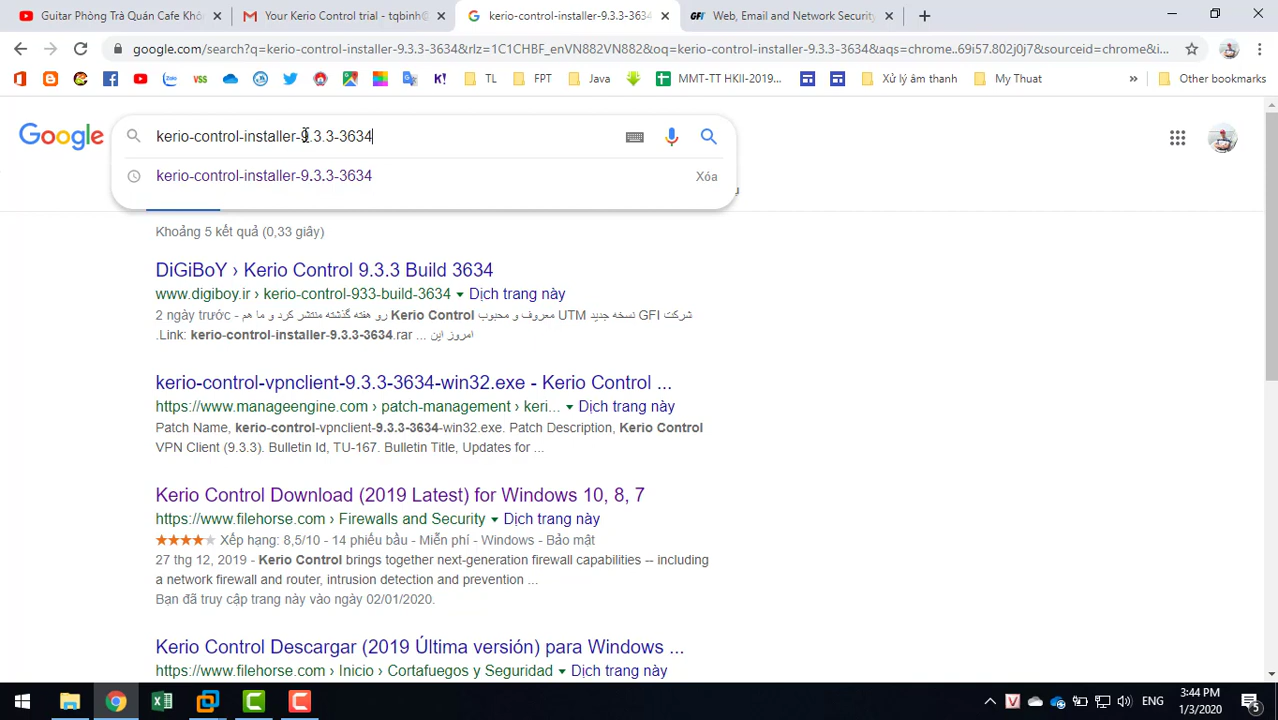 Guitar Phòng Trà Quán Cafe Khôn
Your Kerio Control trial - tqbinh@
kerio-control-installer-9.3.3-3634
Web, Email and Network Security
google.com/search?q=kerio-control-installer-9.3.3-3634&rlz=1C1CHBF_enVN882VN882&oq=kerio-control-installer-9.3.3-3634&aqs=chrome..69i57.802j0j7&sourceid=chrome&i...
TL
FPT
Java
MMT-TT HKII-2019...
Xử lý âm thanh
My Thuat
»
Other bookmarks
Google
kerio-control-installer-9.3.3-3634
kerio-control-installer-9.3.3-3634
Xóa
Khoảng 5 kết quả (0,33 giây)
DiGiBoY › Kerio Control 9.3.3 Build 3634
www.digiboy.ir › kerio-control-933-build-3634 ▾ Dịch trang này
2 ngày trước - شرکت GFI نسخه جدید UTM معروف و محبوب Kerio Control رو هفته گذشته منتشر کرد و ما هم
امروز این ... Link: kerio-control-installer-9.3.3-3634.rar.
kerio-control-vpnclient-9.3.3-3634-win32.exe - Kerio Control ...
https://www.manageengine.com › patch-management › keri... ▾ Dịch trang này
Patch Name, kerio-control-vpnclient-9.3.3-3634-win32.exe. Patch Description, Kerio Control
VPN Client (9.3.3). Bulletin Id, TU-167. Bulletin Title, Updates for ...
Kerio Control Download (2019 Latest) for Windows 10, 8, 7
https://www.filehorse.com › Firewalls and Security ▾ Dịch trang này
★★★★★ Xếp hạng: 8,5/10 - 14 phiếu bầu - Miễn phí - Windows - Bảo mật
27 thg 12, 2019 - Kerio Control brings together next-generation firewall capabilities -- including
a network firewall and router, intrusion detection and prevention ...
Bạn đã truy cập trang này vào ngày 02/01/2020.
Kerio Control Descargar (2019 Última versión) para Windows ...
https://www.filehorse.com › Inicio › Cortafuegos y Seguridad ▾ Dịch trang này
ENG
3:44 PM
1/3/2020
5